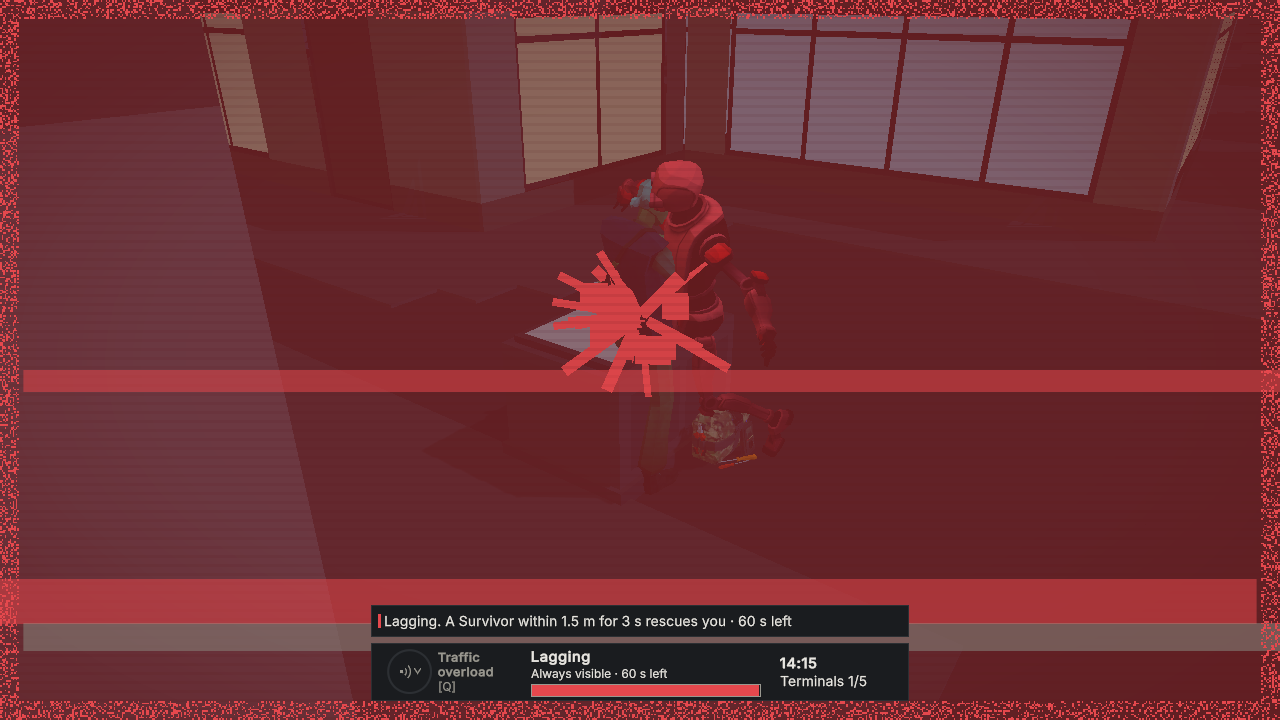 Lagging. A Survivor within 1.5 m for 3 s rescues you · 60 s left
Traffic
overload
[Q]
Lagging
Always visible · 60 s left
14:15
Terminals 1/5